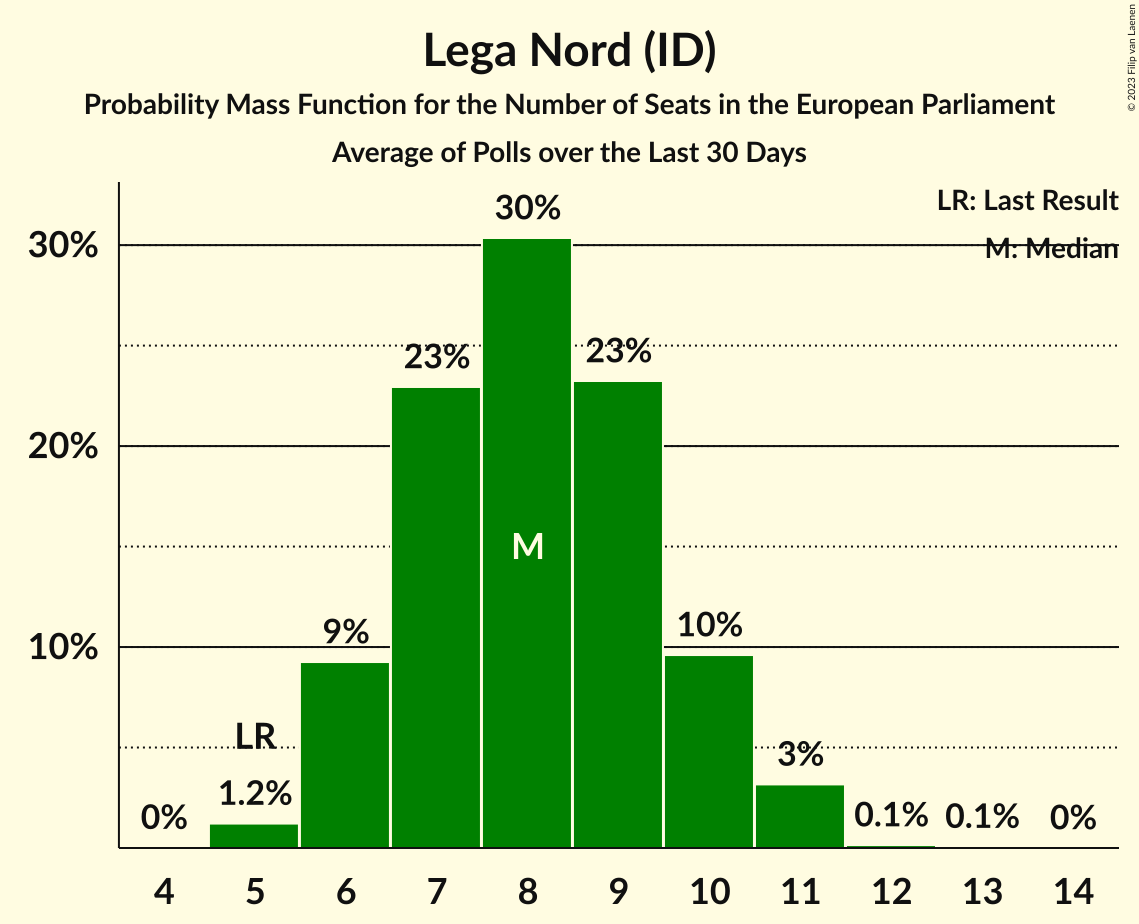 Lega Nord (ID)
Probability Mass Function for the Number of Seats in the European Parliament
Average of Polls over the Last 30 Days
© 2023 Filip van Laenen
LR: Last Result
M: Median
30%
20%
10%
0%
LR
1.2%
9%
23%
30%
M
23%
10%
3%
0.1%
0.1%
0%
4 5 6 7 8 9 10 11 12 13 14